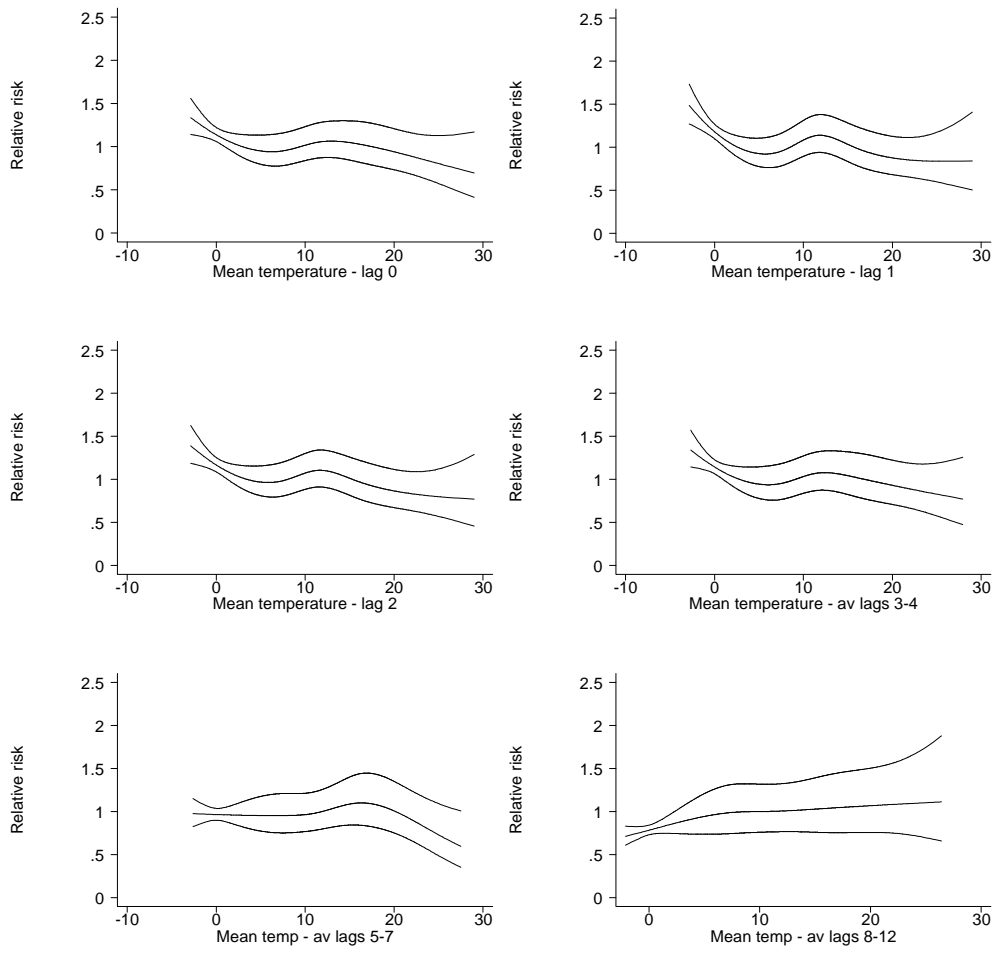 2.5
2
1.5
1
.5
0
Relative risk
-10 0 10 20 30
Mean temperature - lag 0
2.5
2
1.5
1
.5
0
Relative risk
-10 0 10 20 30
Mean temperature - lag 1
2.5
2
1.5
1
.5
0
Relative risk
-10 0 10 20 30
Mean temperature - lag 2
2.5
2
1.5
1
.5
0
Relative risk
-10 0 10 20 30
Mean temperature - av lags 3-4
2.5
2
1.5
1
.5
0
Relative risk
-10 0 10 20 30
Mean temp - av lags 5-7
2.5
2
1.5
1
.5
0
Relative risk
0 10 20 30
Mean temp - av lags 8-12